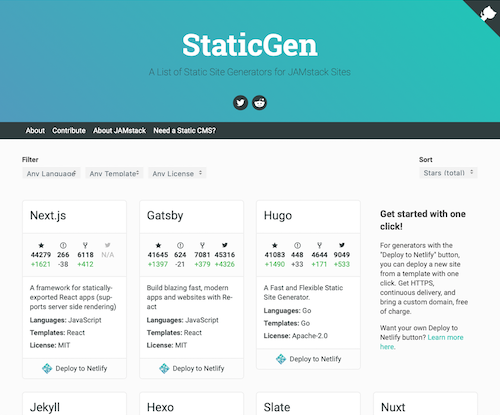 StaticGen
A List of Static Site Generators for JAMstack Sites
About Contribute About JAMstack Need a Static CMS?
Filter
Any Language Any Template Any License
Sort
Stars (total)
Next.js
44279 266 6118 N/A
+1621 -38 +412
A framework for statically-
exported React apps (sup-
ports server side rendering)
Languages: JavaScript
Templates: React
License: MIT
Deploy to Netlify
Gatsby
41645 624 7081 45316
+1397 -21 +379 +4326
Build blazing fast, modern
apps and websites with Re-
act
Languages: JavaScript
Templates: React
License: MIT
Deploy to Netlify
Hugo
41083 448 4644 9049
+1490 +33 +171 +533
A Fast and Flexible Static
Site Generator.
Languages: Go
Templates: Go
License: Apache-2.0
Deploy to Netlify
Get started with one
click!
For generators with the
"Deploy to Netlify" button,
you can deploy a new site
from a template with one
click. Get HTTPS,
continuous delivery, and
bring a custom domain, free
of charge.
Want your own Deploy to
Netlify button? Learn more
here.
Jekyll
Hexo
Slate
Nuxt